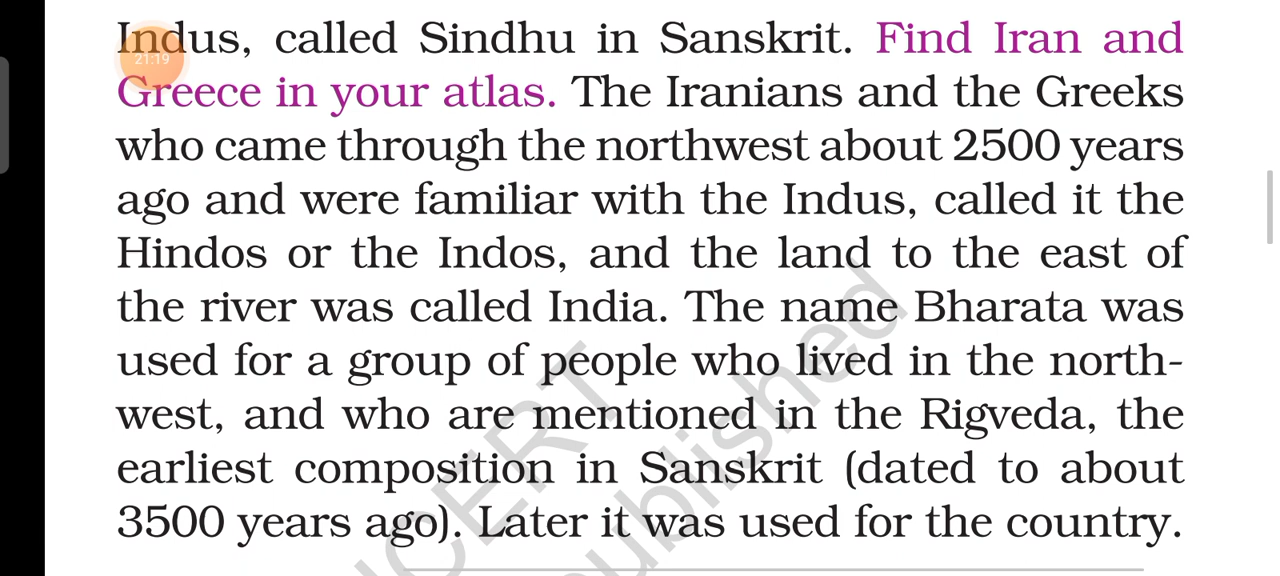 Indus, called Sindhu in Sanskrit. Find Iran and
21:19
Greece in your atlas. The Iranians and the Greeks
who came through the northwest about 2500 years
ago and were familiar with the Indus, called it the
Hindos or the Indos, and the land to the east of
the river was called India. The name Bharata was
used for a group of people who lived in the north-
west, and who are mentioned in the Rigveda, the
earliest composition in Sanskrit (dated to about
3500 years ago). Later it was used for the country.
NCERT
published